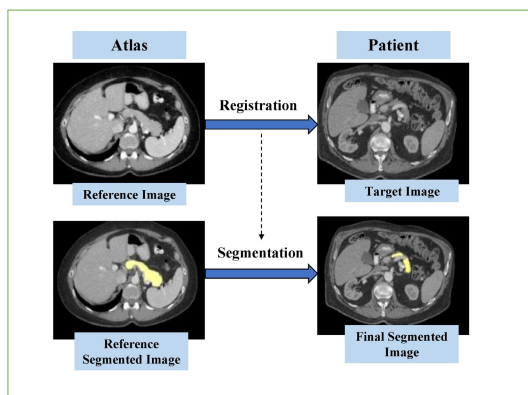 Atlas
Patient
Registration
Reference Image
Target Image
Segmentation
Reference
Segmented Image
Final Segmented
Image